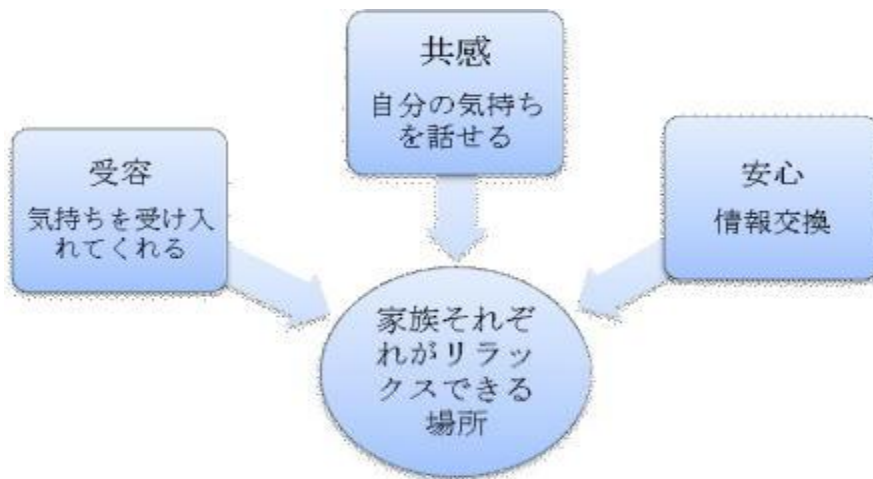 共感
自分の気持ち
を話せる
受容
気持ちを受け入
れてくれる
安心
情報交換
家族それぞ
れがリラッ
クスできる
場所